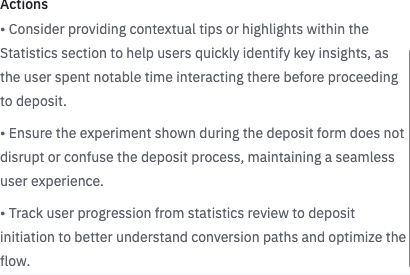 Actions
• Consider providing contextual tips or highlights within the
Statistics section to help users quickly identify key insights, as
the user spent notable time interacting there before proceeding
to deposit.
• Ensure the experiment shown during the deposit form does not
disrupt or confuse the deposit process, maintaining a seamless
user experience.
• Track user progression from statistics review to deposit
initiation to better understand conversion paths and optimize the
flow.